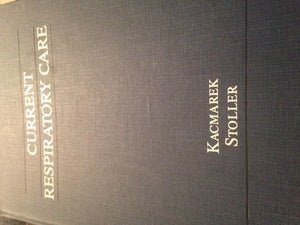 CURRENT
RESPIRATORY CARE
KACMAREK
STOLLER